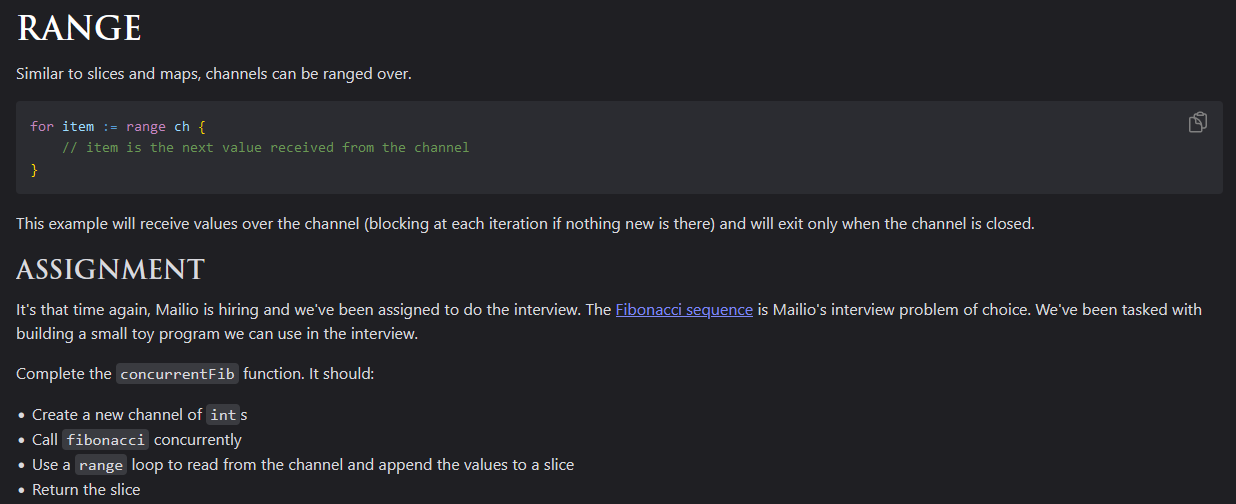 RANGE
Similar to slices and maps, channels can be ranged over.
for item := range ch {
    // item is the next value received from the channel
}
This example will receive values over the channel (blocking at each iteration if nothing new is there) and will exit only when the channel is closed.
ASSIGNMENT
It's that time again, Mailio is hiring and we've been assigned to do the interview. The Fibonacci sequence is Mailio's interview problem of choice. We've been tasked with
building a small toy program we can use in the interview.
Complete the concurrentFib function. It should:
• Create a new channel of ints
• Call fibonacci concurrently
• Use a range loop to read from the channel and append the values to a slice
• Return the slice